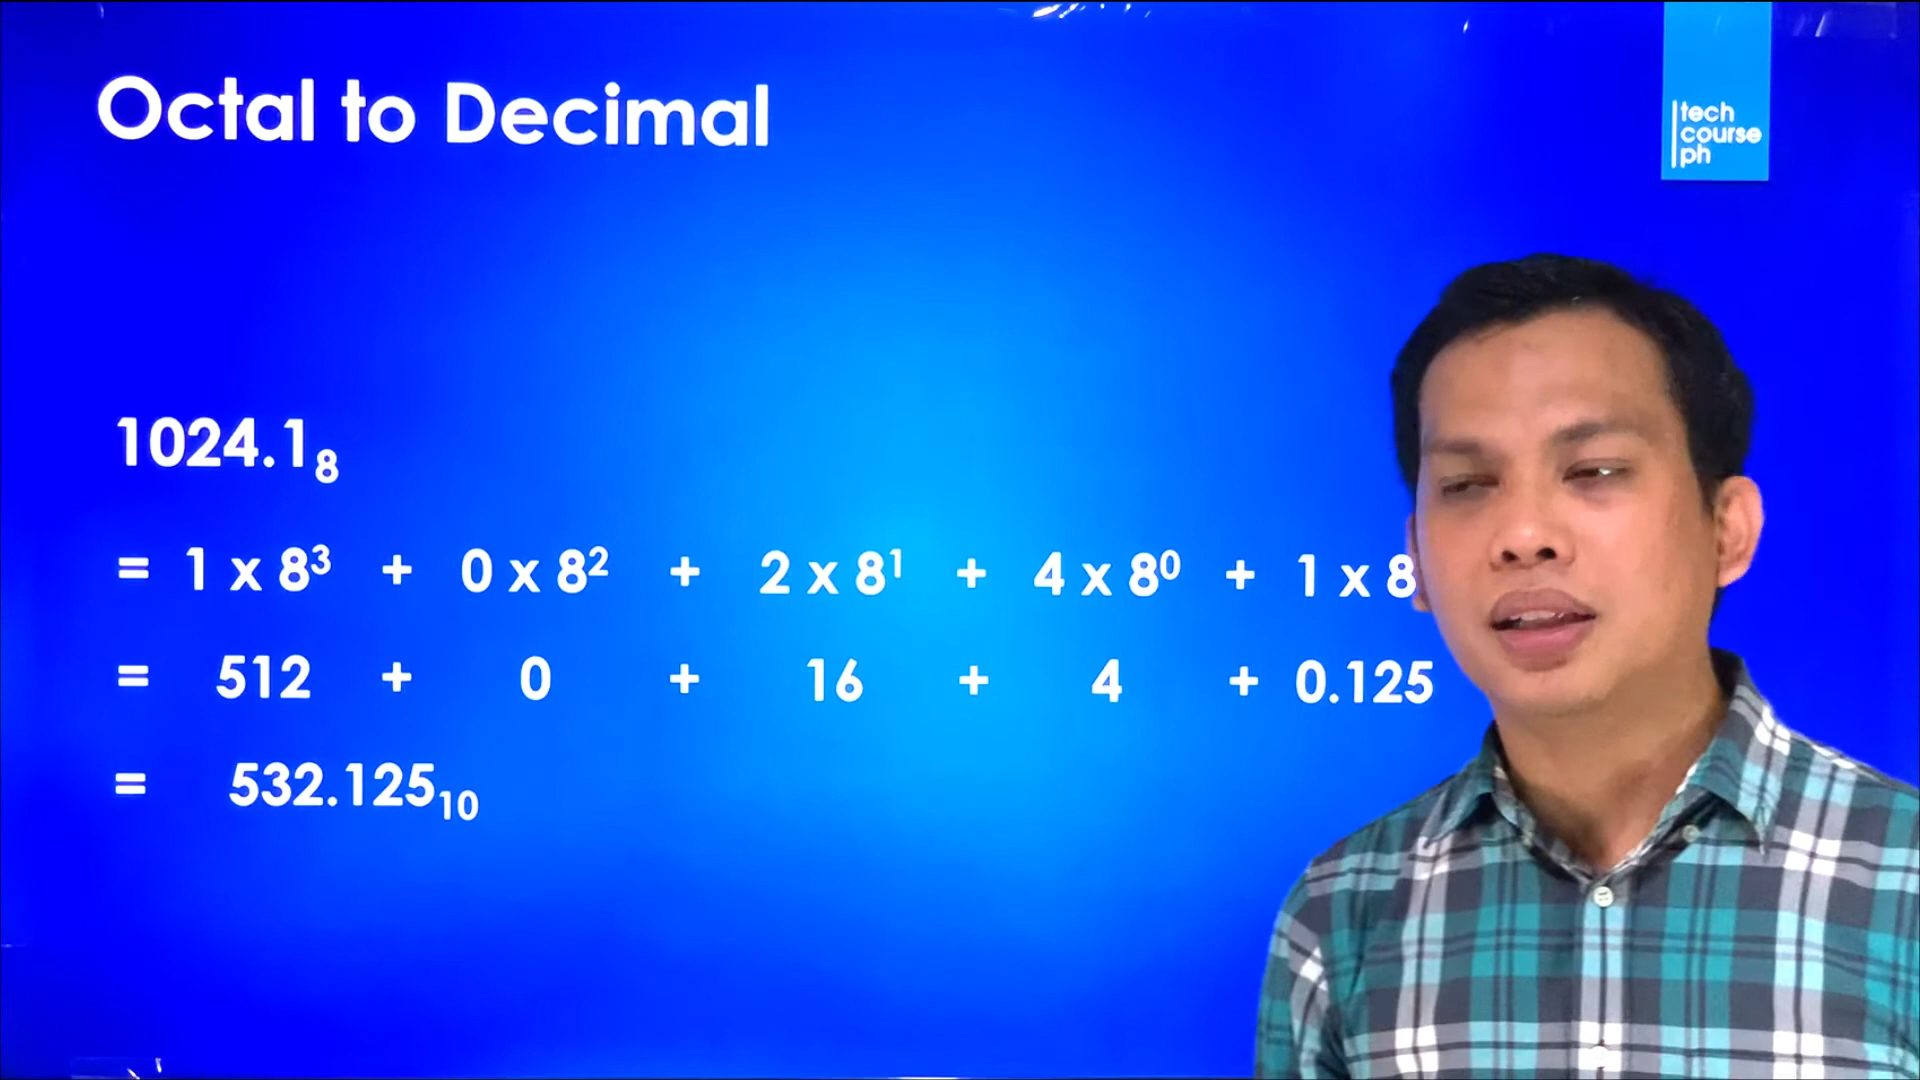 Octal to Decimal
tech
course
ph
1024.1₈
= 1 x 8³ + 0 x 8² + 2 x 8¹ + 4 x 8⁰ + 1 x 8
= 512 + 0 + 16 + 4 + 0.125
= 532.125₁₀